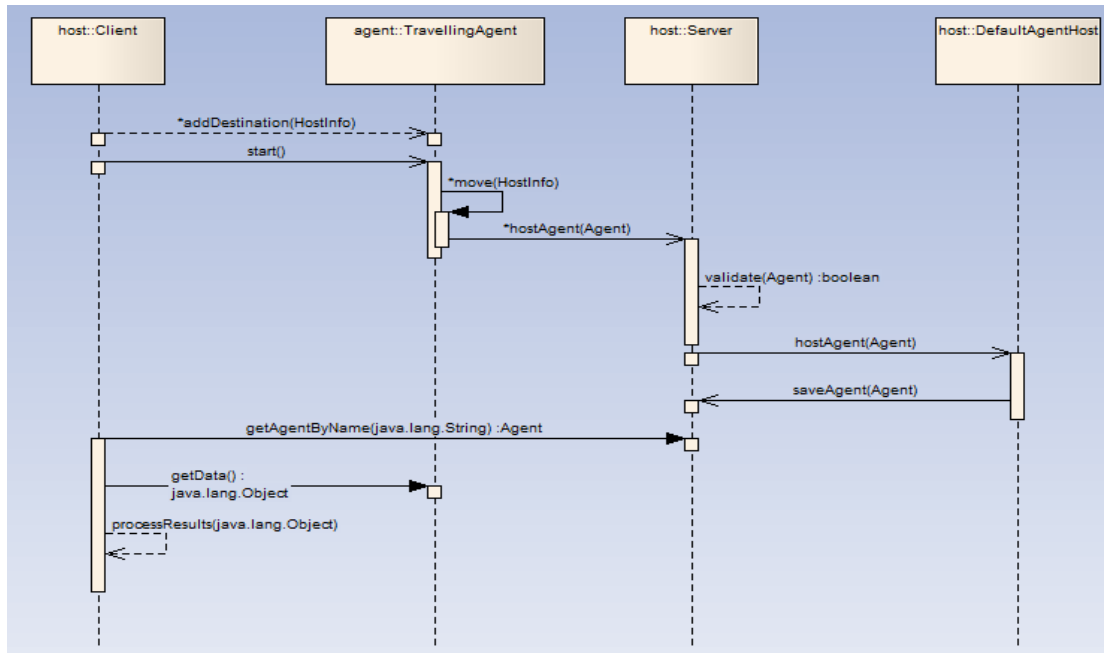 host::Client
agent::TravellingAgent
host::Server
host::DefaultAgentHost
*addDestination(HostInfo)
start()
*move(HostInfo)
*hostAgent(Agent)
validate(Agent) :boolean
hostAgent(Agent)
saveAgent(Agent)
getAgentByName(java.lang.String) :Agent
getData() :
java.lang.Object
processResults(java.lang.Object)